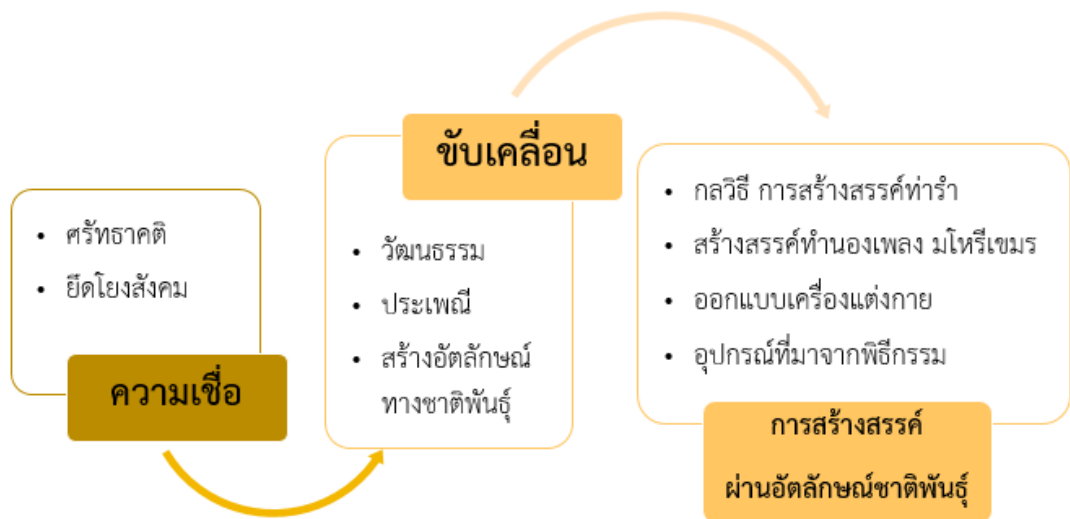 • ศรัทธาคติ
• ยึดโยงสังคม
ความเชื่อ
ขับเคลื่อน
• วัฒนธรรม
• ประเพณี
• สร้างอัตลักษณ์
ทางชาติพันธุ์
• กลวิธี การสร้างสรรค์ท่ารำ
• สร้างสรรค์ทำนองเพลง มโหรีเขมร
• ออกแบบเครื่องแต่งกาย
• อุปกรณ์ที่มาจากพิธีกรรม
การสร้างสรรค์
ผ่านอัตลักษณ์ชาติพันธุ์